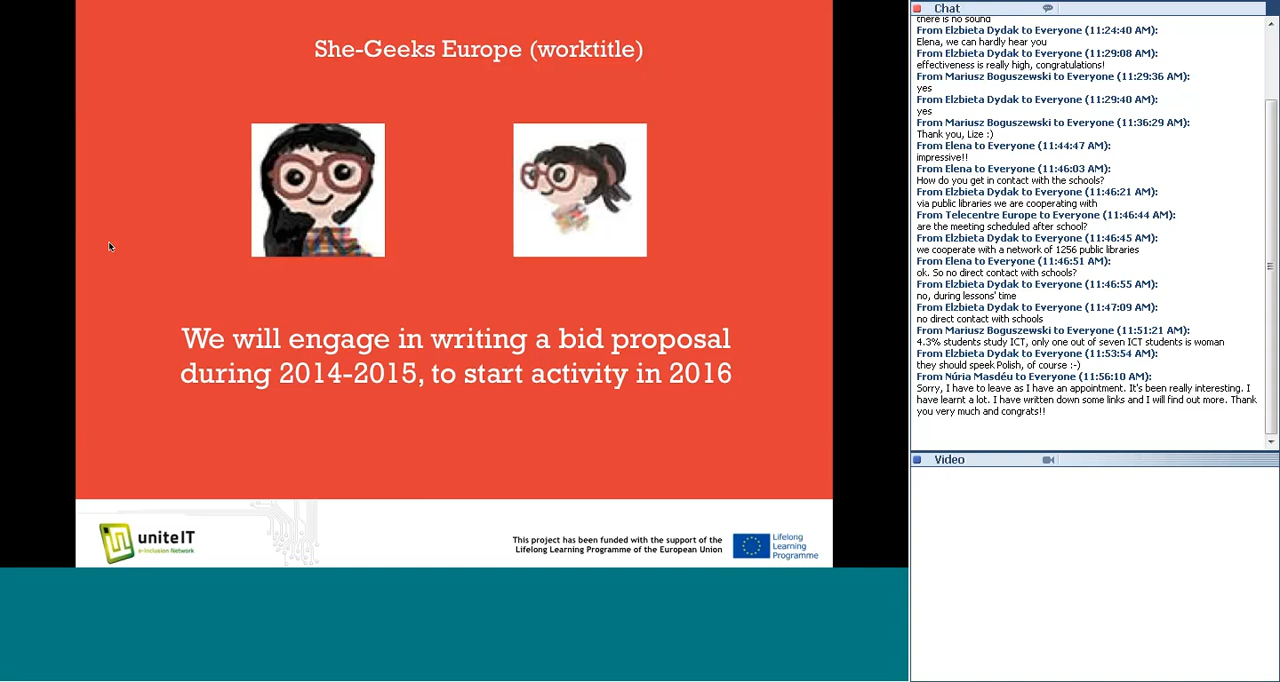 She-Geeks Europe (worktitle)
We will engage in writing a bid proposal
during 2014-2015, to start activity in 2016
uniteIT
e-Inclusion Network
This project has been funded with the support of the
Lifelong Learning Programme of the European Union
Lifelong
Learning
Programme
Chat
there is no sound
From Elzbieta Dydak to Everyone (11:24:40 AM):
Elena, we can hardly hear you
From Elzbieta Dydak to Everyone (11:29:08 AM):
effectiveness is really high, congratulations!
From Mariusz Boguszewski to Everyone (11:29:36 AM):
yes
From Elzbieta Dydak to Everyone (11:29:40 AM):
yes
From Mariusz Boguszewski to Everyone (11:36:29 AM):
Thank you, Lize :)
From Elena to Everyone (11:44:47 AM):
impressive!!
From Elena to Everyone (11:46:03 AM):
How do you get in contact with the schools?
From Elzbieta Dydak to Everyone (11:46:21 AM):
via public libraries we are cooperating with
From Telecentre Europe to Everyone (11:46:44 AM):
are the meeting scheduled after school?
From Elzbieta Dydak to Everyone (11:46:45 AM):
we cooperate with a network of 1256 public libraries
From Elena to Everyone (11:46:51 AM):
ok. So no direct contact with schools?
From Elzbieta Dydak to Everyone (11:46:55 AM):
no, during lessons' time
From Elzbieta Dydak to Everyone (11:47:09 AM):
no direct contact with schools
From Mariusz Boguszewski to Everyone (11:51:21 AM):
4.3% students study ICT, only one out of seven ICT students is woman
From Elzbieta Dydak to Everyone (11:53:54 AM):
they should speek Polish, of course :-)
From Núria Masdéu to Everyone (11:56:10 AM):
Sorry, I have to leave as I have an appointment. It's been really interesting. I
have learnt a lot. I have written down some links and I will find out more. Thank
you very much and congrats!!
Video